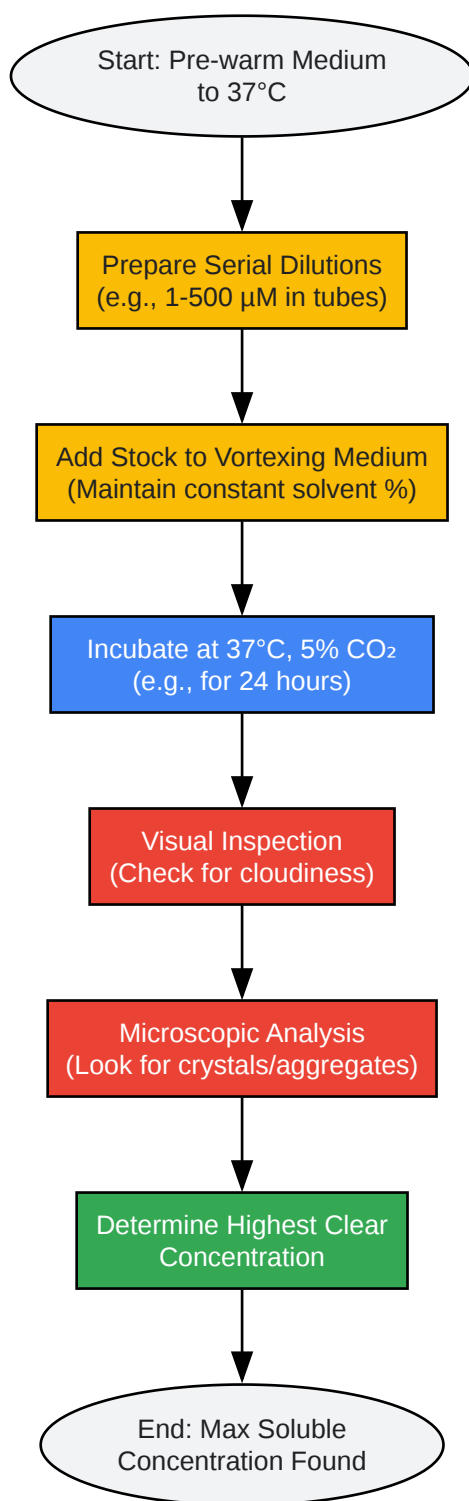 Start: Pre-warm Medium
to 37°C
Prepare Serial Dilutions
(e.g., 1-500 µM in tubes)
Add Stock to Vortexing Medium
(Maintain constant solvent %)
Incubate at 37°C, 5% CO₂
(e.g., for 24 hours)
Visual Inspection
(Check for cloudiness)
Microscopic Analysis
(Look for crystals/aggregates)
Determine Highest Clear
Concentration
End: Max Soluble
Concentration Found